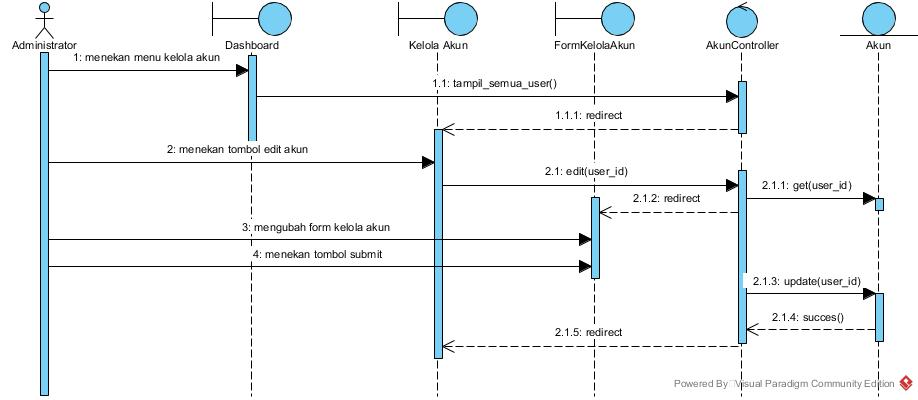 Administrator
Dashboard
Kelola Akun
FormKelolaAkun
AkunController
Akun
1: menekan menu kelola akun
1.1: tampil_semua_user()
1.1.1: redirect
2: menekan tombol edit akun
2.1: edit(user_id)
2.1.1: get(user_id)
2.1.2: redirect
3: mengubah form kelola akun
4: menekan tombol submit
2.1.3: update(user_id)
2.1.4: succes()
2.1.5: redirect
Powered By Visual Paradigm Community Edition